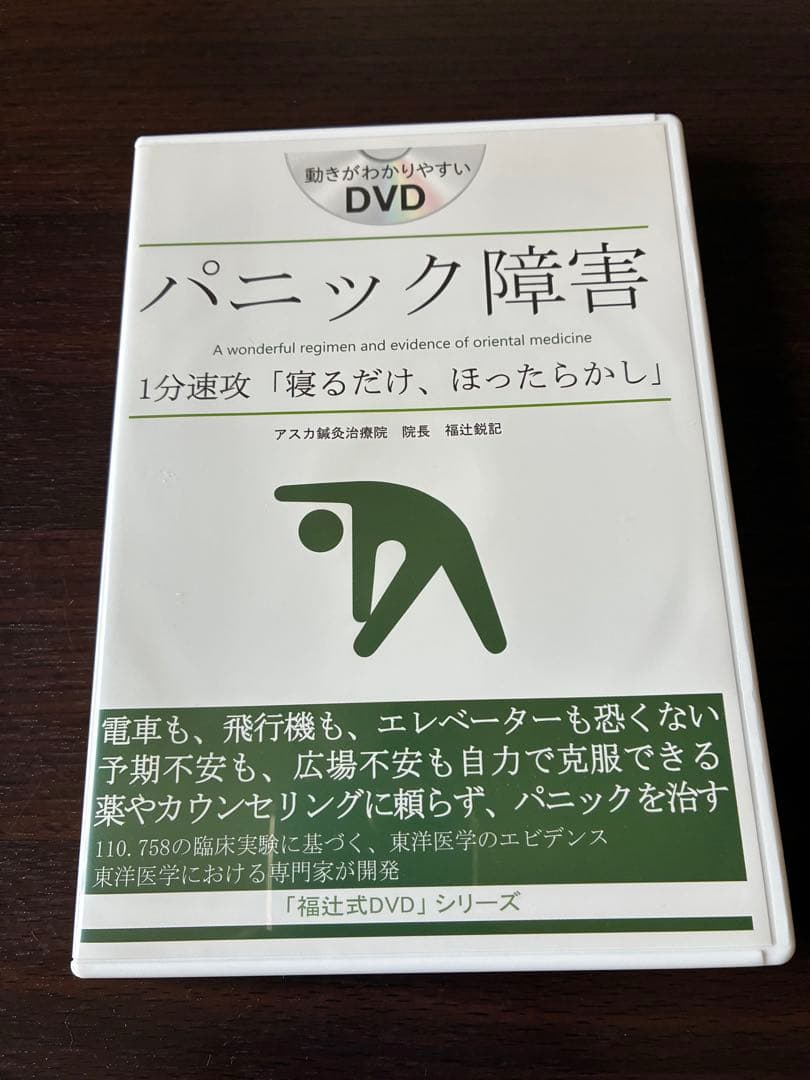 動きがわかりやすい
DVD
パニック障害
A wonderful regimen and evidence of oriental medicine
1分速攻「寝るだけ、ほったらかし」
アスカ鍼灸治療院　院長　福辻鋭記
電車も、飛行機も、エレベーターも恐くない
予期不安も、広場不安も自力で克服できる
薬やカウンセリングに頼らず、パニックを治す
110.758の臨床実験に基づく、東洋医学のエビデンス
東洋医学における専門家が開発
「福辻式DVD」シリーズ